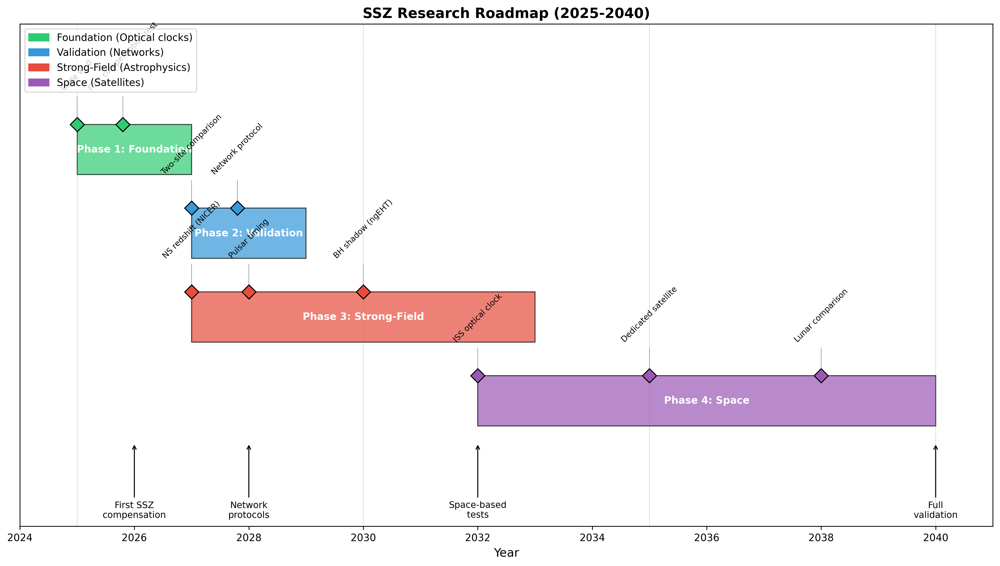 SSZ Research Roadmap (2025-2040)
Foundation (Optical clocks)
Validation (Networks)
Strong-Field (Astrophysics)
Space (Satellites)
First compensation test
Phase 1: Foundation
Two-site comparison
Network protocol
Phase 2: Validation
NS redshift (NICER)
Pulsar timing
BH shadow (ngEHT)
Phase 3: Strong-Field
ISS optical clock
Dedicated satellite
Lunar comparison
Phase 4: Space
First SSZ
compensation
Network
protocols
Space-based
tests
Full
validation
2024
2026
2028
2030
2032
2034
2036
2038
2040
Year